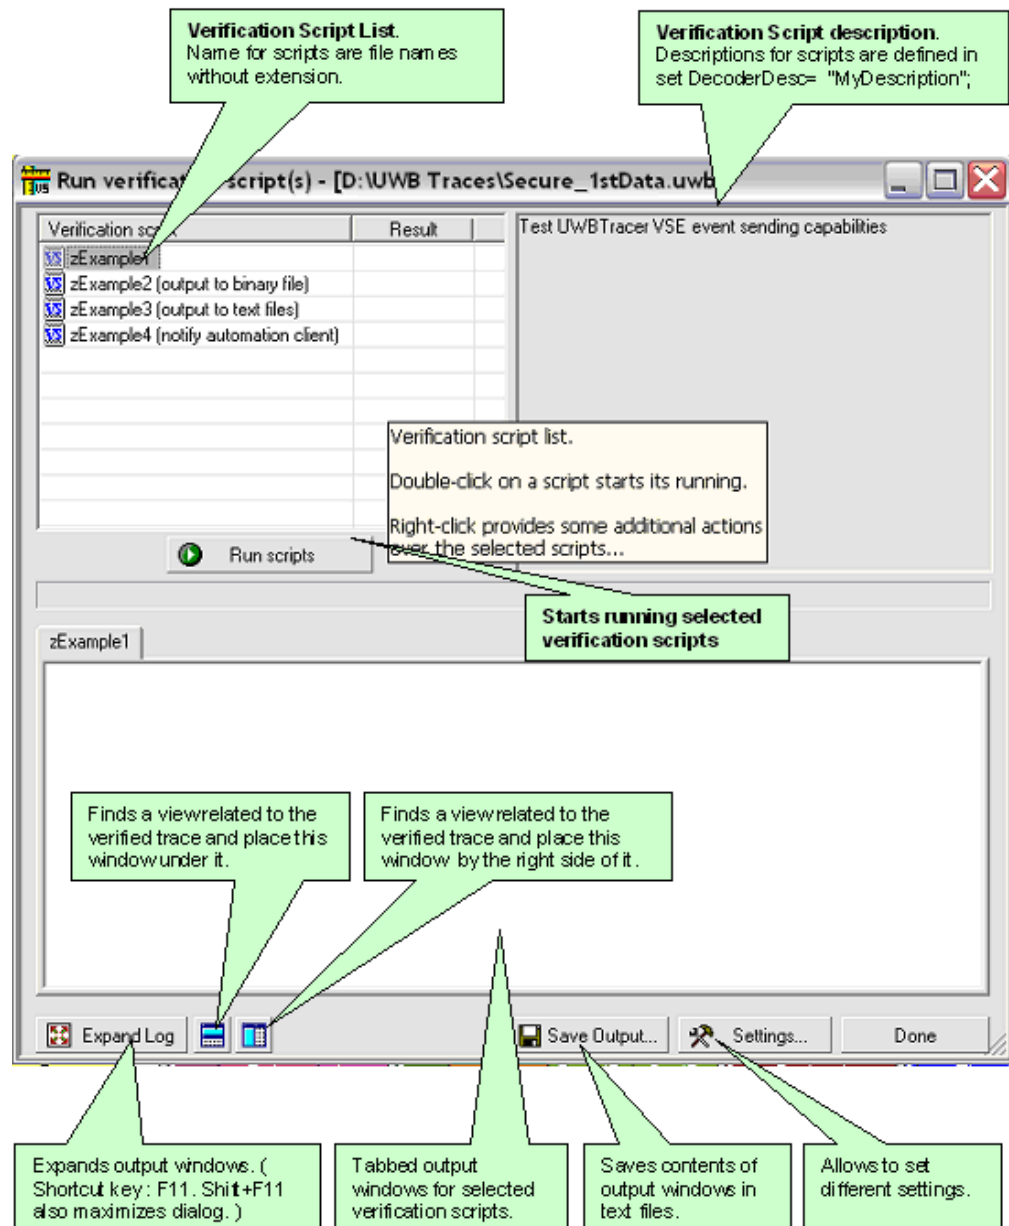 Verification Script List.
Name for scripts are file names
without extension.
Verification Script description.
Descriptions for scripts are defined in
set DecoderDesc= "MyDescription";
Run verificat script(s) - [D:\UWB Traces\Secure_1stData.uwb
Verification sc
Result
Test UWBTracer VSE event sending capabilities
zExample1
zExample2 (output to binary file)
zExample3 (output to text files)
zExample4 (notify automation client)
Verification script list.
Double-click on a script starts its running.
Right-click provides some additional actions
over the selected scripts...
Run scripts
Starts running selected
verification scripts
zExample1
Finds a view related to the
verified trace and place this
window under it.
Finds a view related to the
verified trace and place this
window by the right side of it.
Expand Log
Save Output...
Settings...
Done
Expands output windows. (
Shortcut key: F11. Shift+F11
also maximizes dialog. )
Tabbed output
windows for selected
verification scripts.
Saves contents of
output windows in
text files.
Allows to set
different settings.